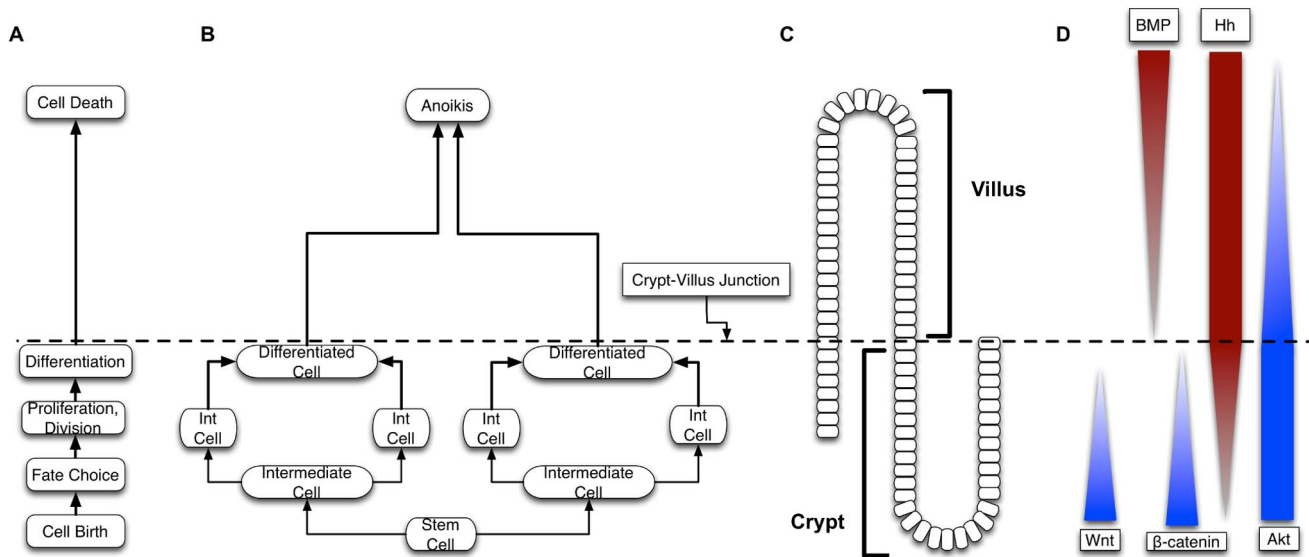 A
B
C
D
BMP
Hh
Cell Death
Anoikis
Villus
Crypt-Villus Junction
Differentiation
Differentiated
Cell
Differentiated
Cell
Proliferation,
Division
Int
Cell
Int
Cell
Int
Cell
Int
Cell
Fate Choice
Intermediate
Cell
Intermediate
Cell
Crypt
Cell Birth
Stem
Cell
Wnt
β-catenin
Akt